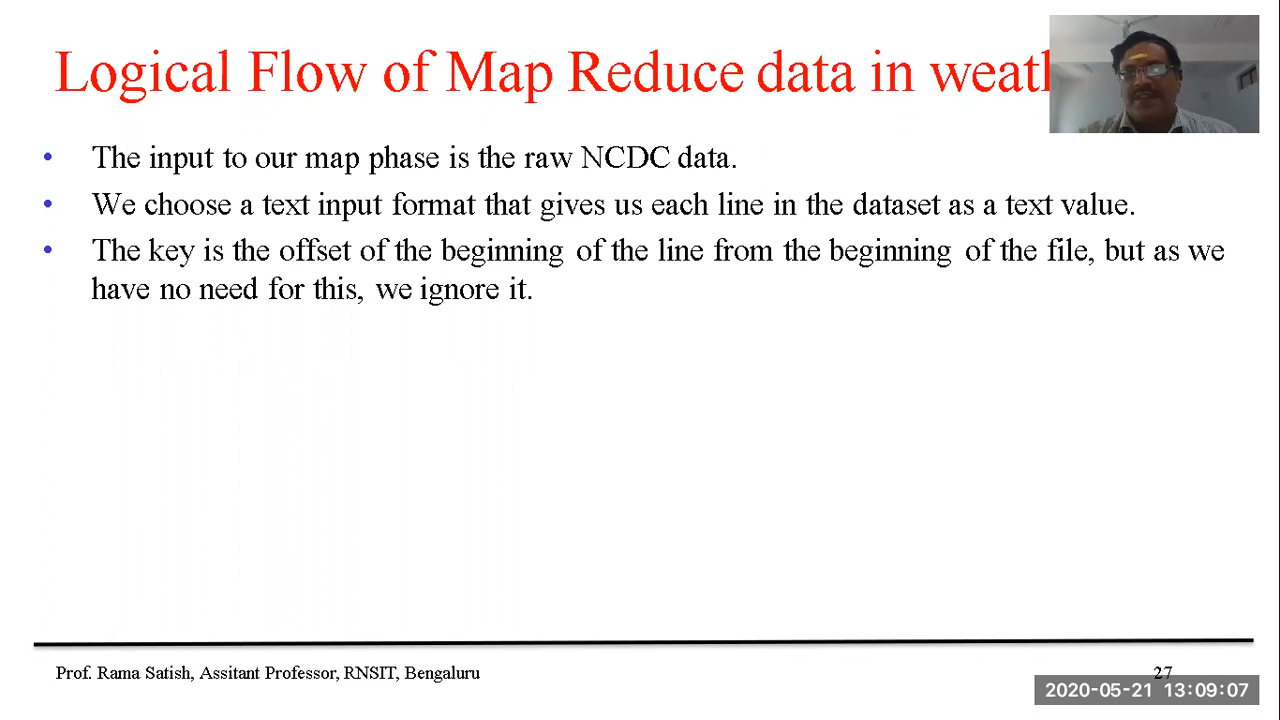 Logical Flow of Map Reduce data in
• The input to our map phase is the raw NCDC data.
• We choose a text input format that gives us each line in the dataset as a text value.
• The key is the offset of the beginning of the line from the beginning of the file, but as we
have no need for this, we ignore it.
Prof. Rama Satish, Assitant Professor, RNSIT, Bengaluru
27
2020-05-21 13:09:07